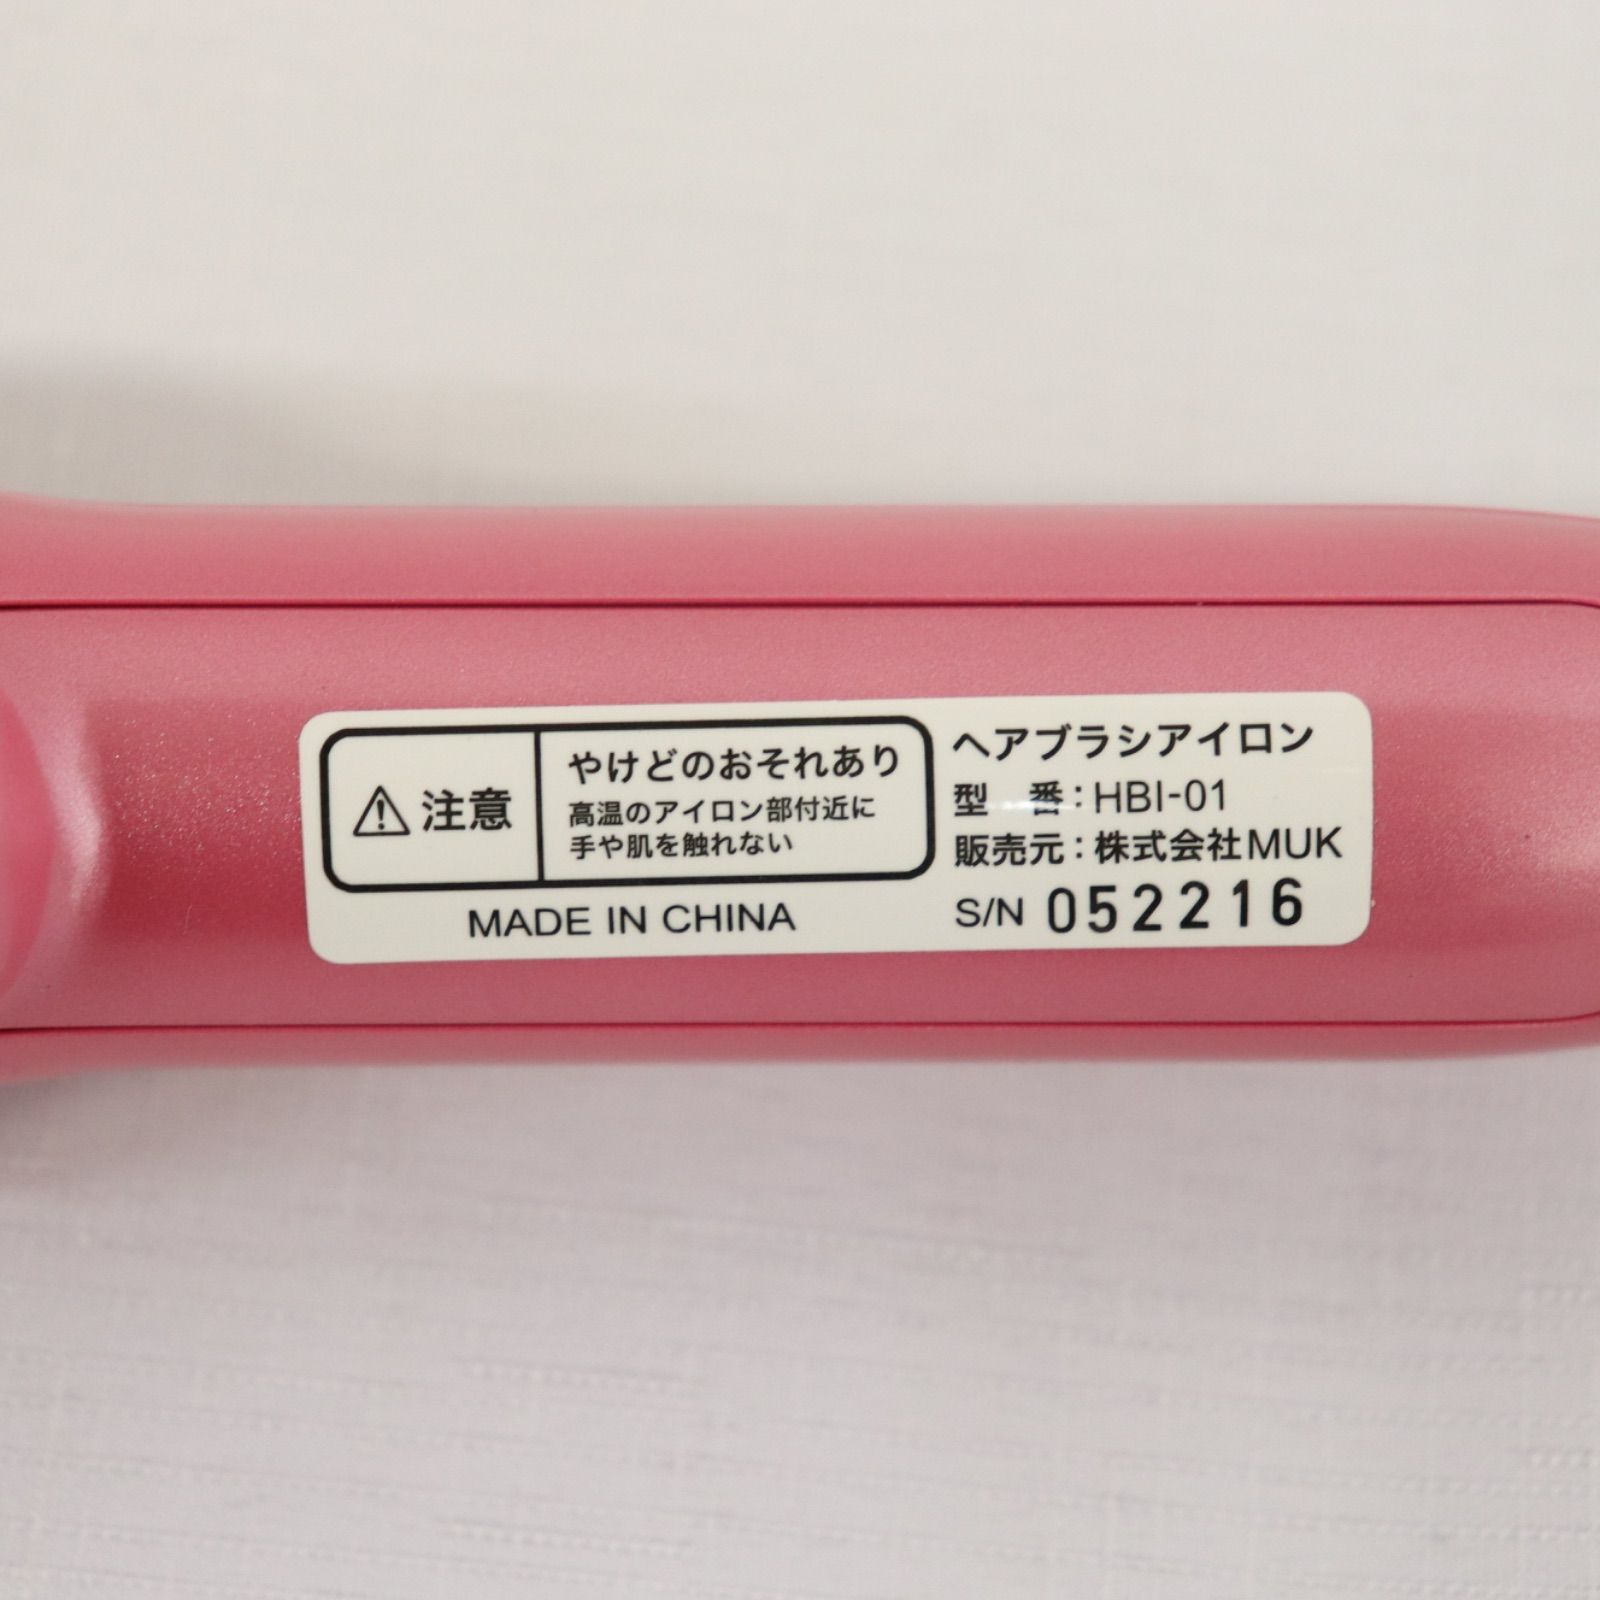 注意
やけどのおそれあり
高温のアイロン部付近に
手や肌を触れない
MADE IN CHINA
ヘアブラシアイロン
型　番：HBI-01
販売元：株式会社MUK
S/N 052216